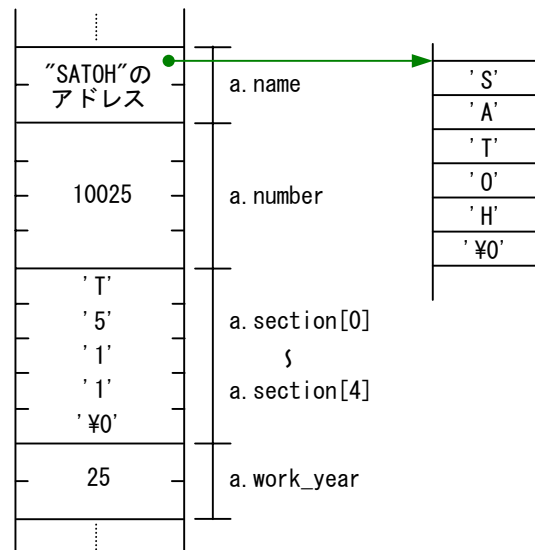 "SATOH"の
アドレス
a.name
10025
a.number
'T'
'5'
'1'
'1'
'¥0'
a.section[0]
∫
a.section[4]
25
a.work_year
'S'
'A'
'T'
'O'
'H'
'¥0'